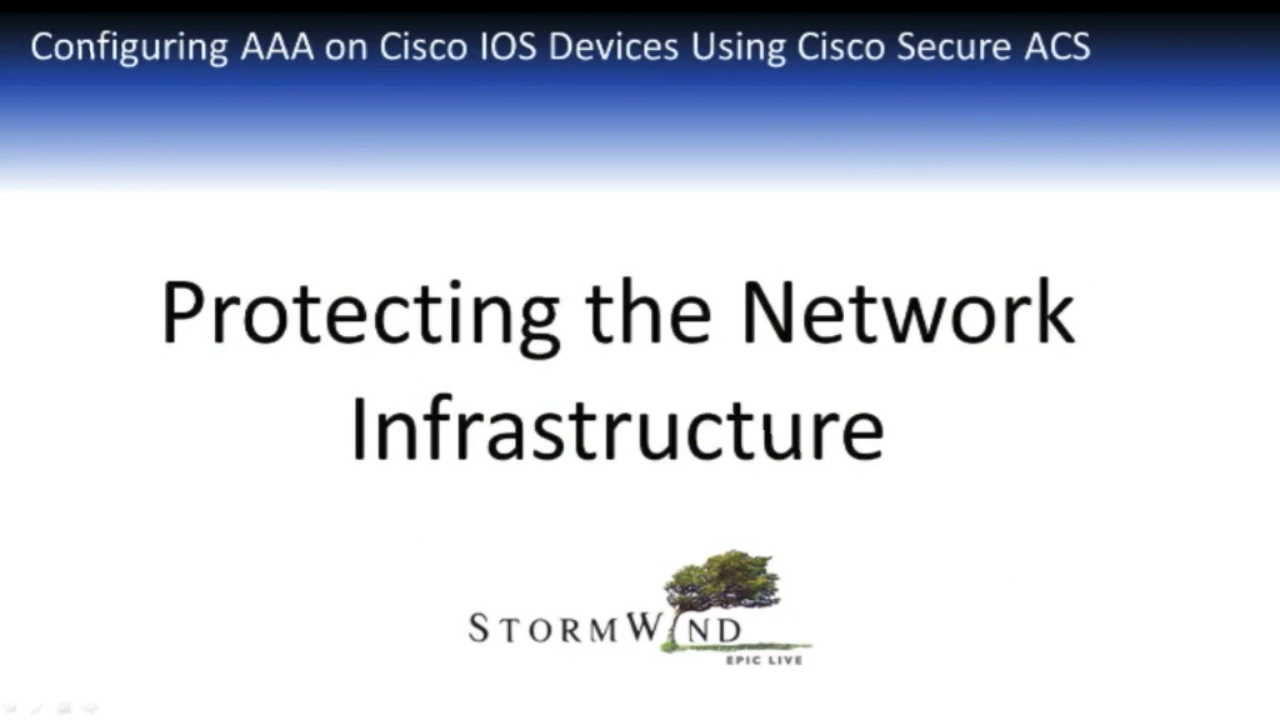 Configuring AAA on Cisco IOS Devices Using Cisco Secure ACS
Protecting the Network
Infrastructure
STORMWIND
EPIC LIVE